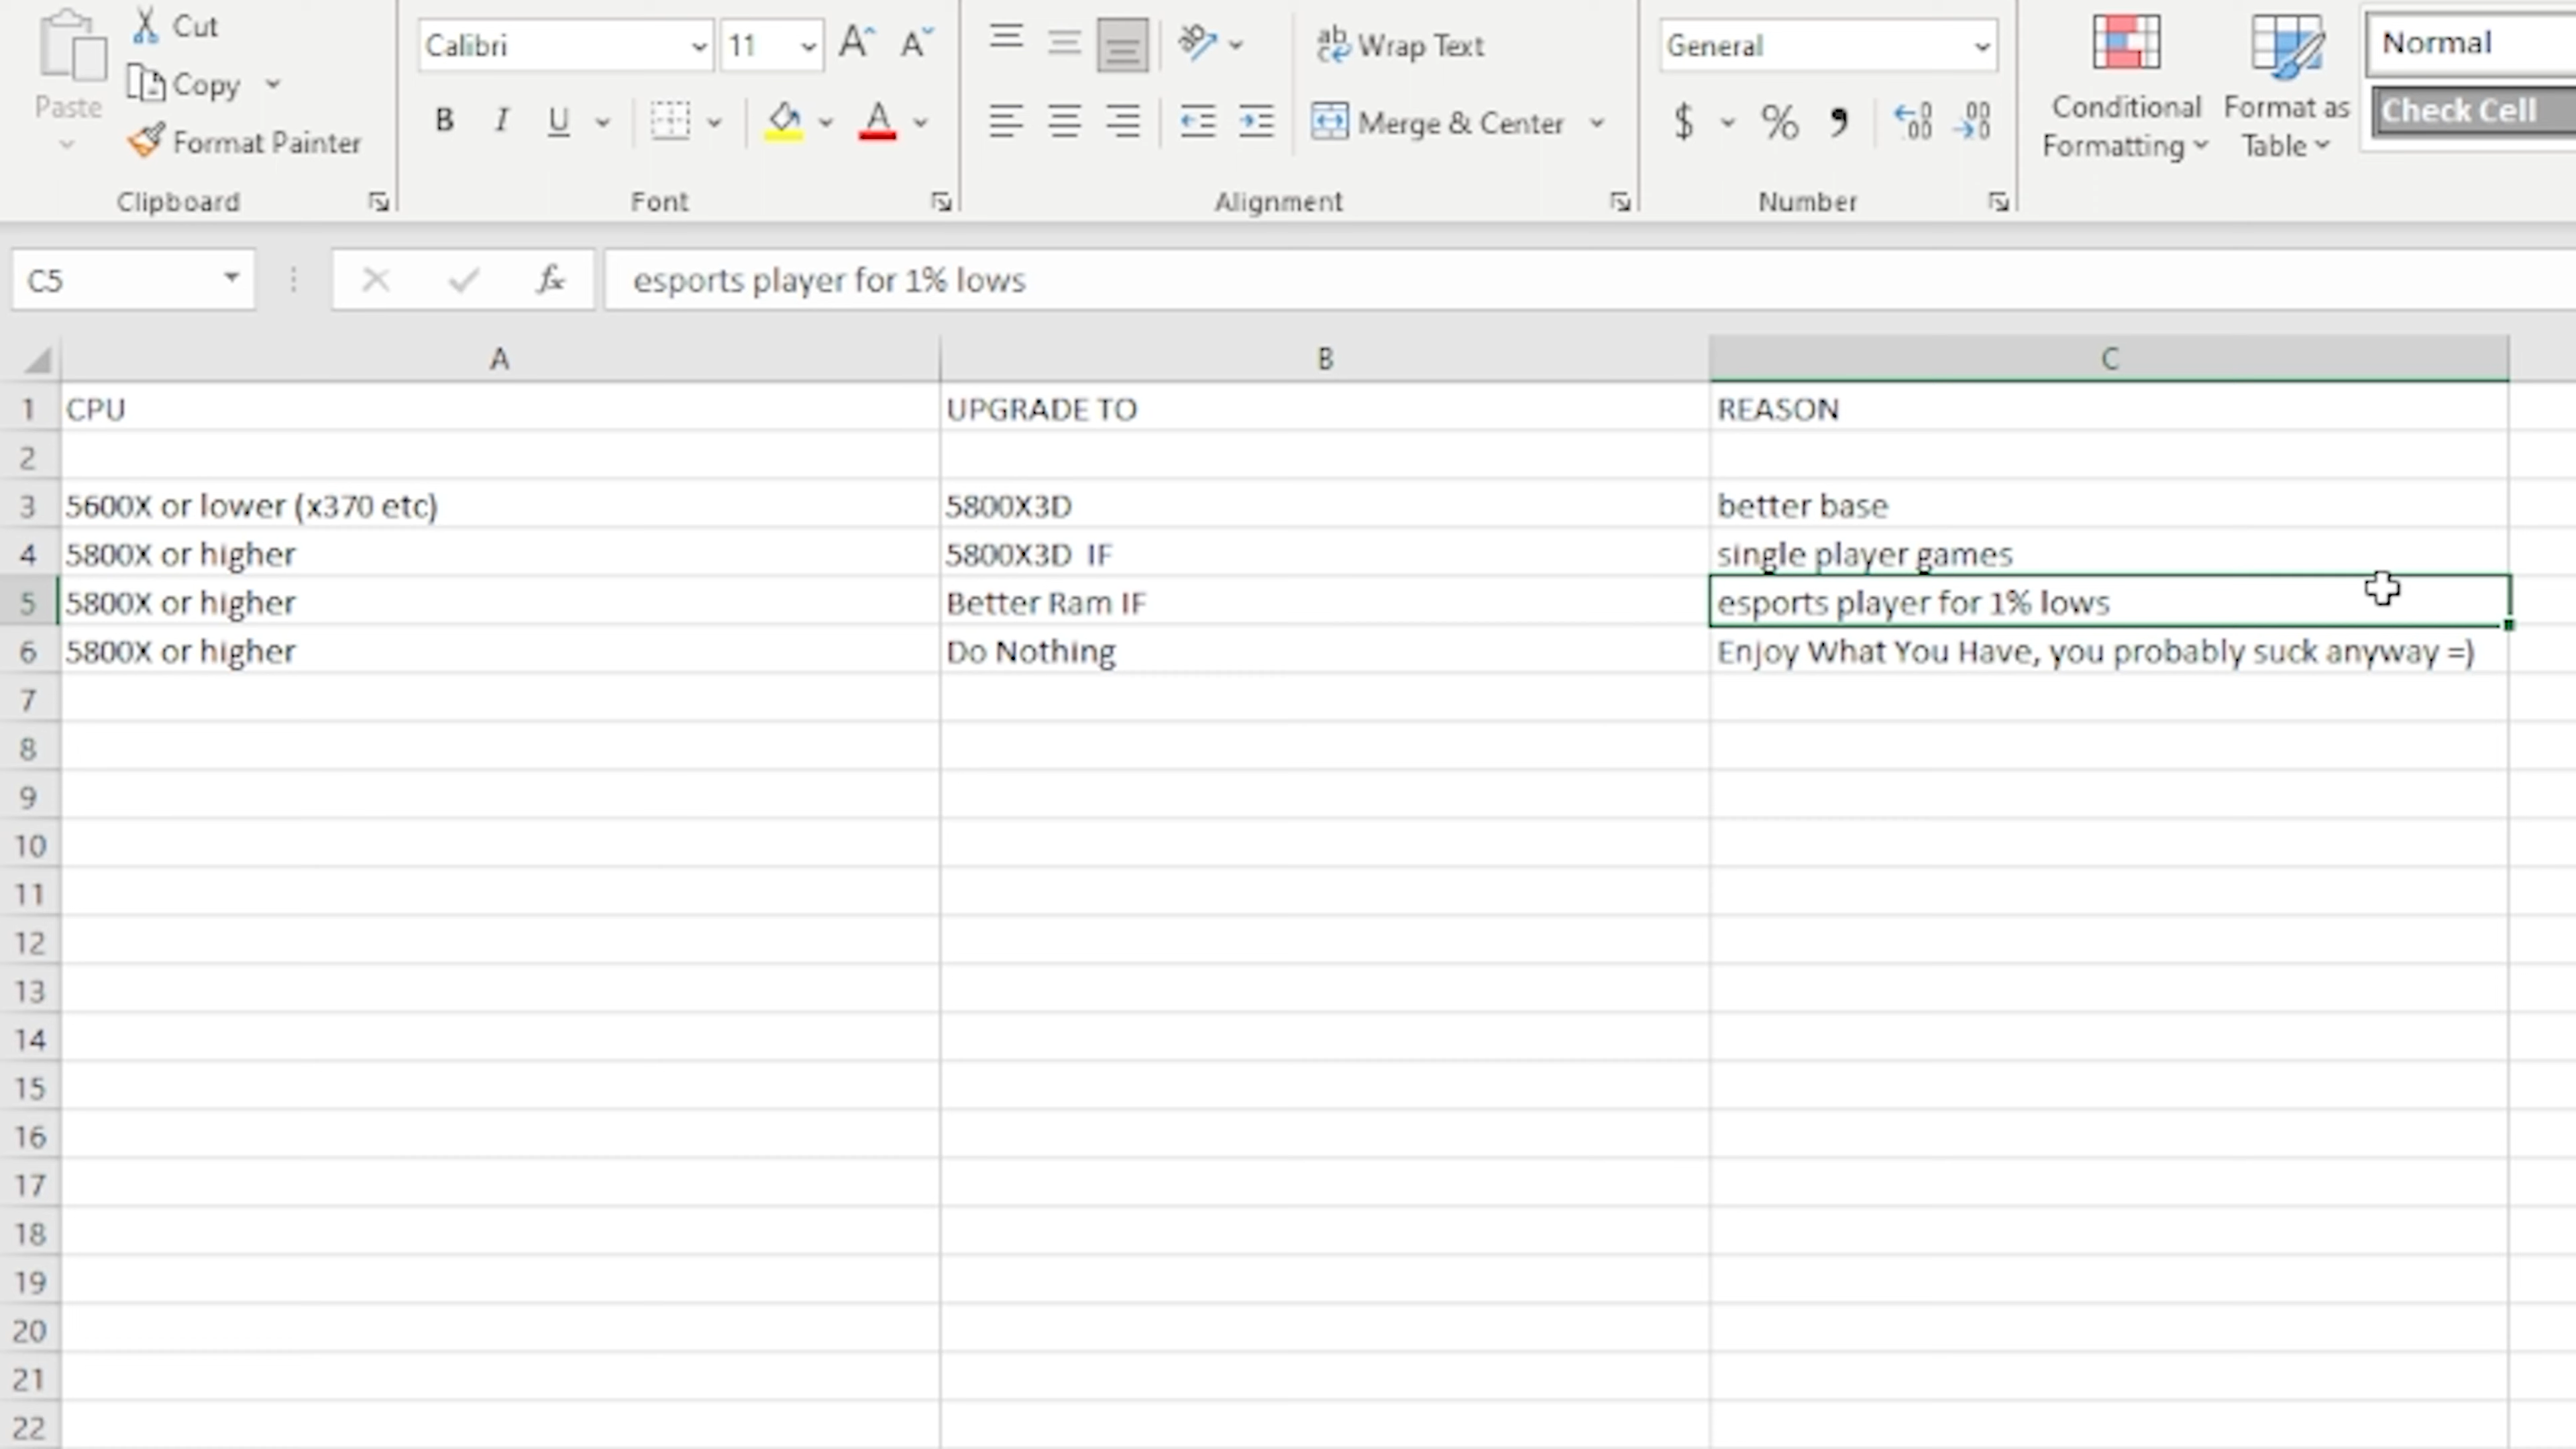 Cut
Calibri
11
Wrap Text
General
Normal
Copy
Paste
Conditional Formatting
Format as Table
Check Cell
B I U
Merge & Center
$ % ,
Format Painter
Clipboard
Font
Alignment
Number
C5
fx
esports player for 1% lows
A B C
1 CPU UPGRADE TO REASON
2
3 5600X or lower (x370 etc) 5800X3D better base
4 5800X or higher 5800X3D  IF single player games
5 5800X or higher Better Ram IF esports player for 1% lows
6 5800X or higher Do Nothing Enjoy What You Have, you probably suck anyway =)
7
8
9
10
11
12
13
14
15
16
17
18
19
20
21
22